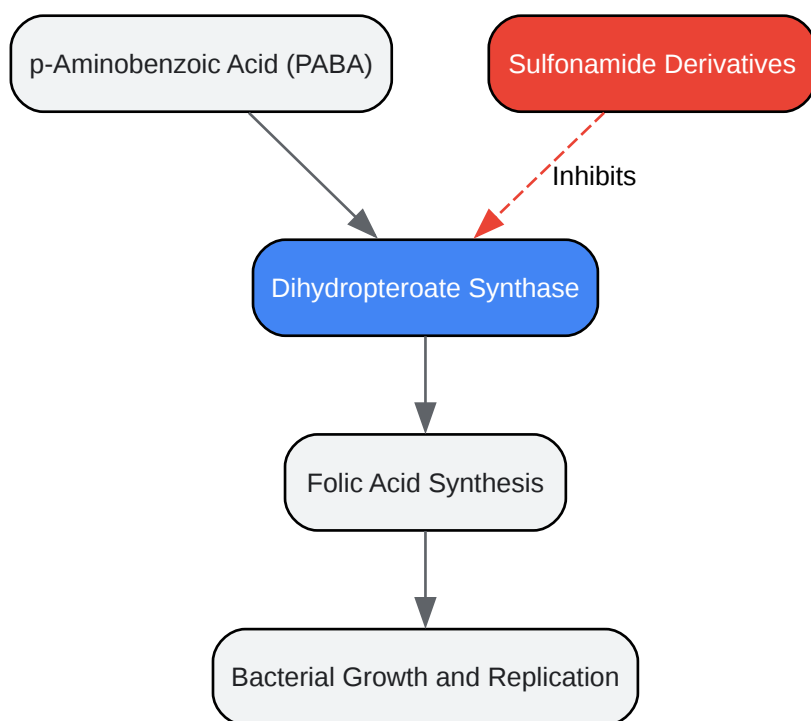 p-Aminobenzoic Acid (PABA)
Sulfonamide Derivatives
Inhibits
Dihydropteroate Synthase
Folic Acid Synthesis
Bacterial Growth and Replication